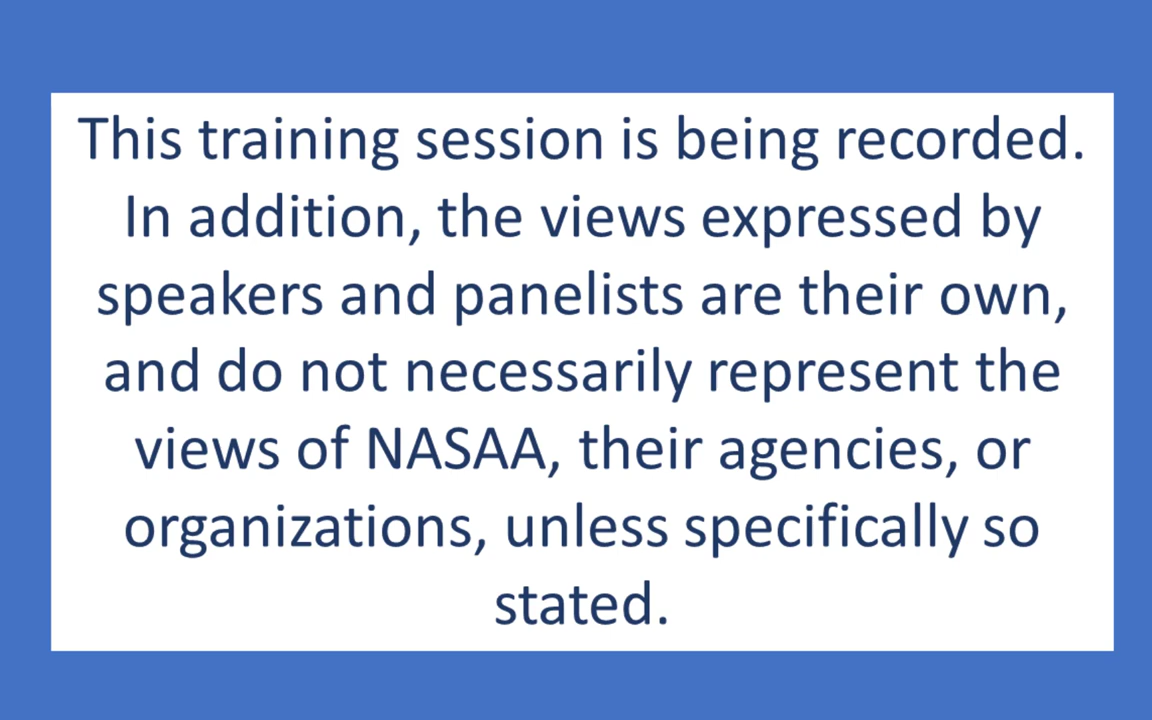 This training session is being recorded.
In addition, the views expressed by
speakers and panelists are their own,
and do not necessarily represent the
views of NASAA, their agencies, or
organizations, unless specifically so
stated.